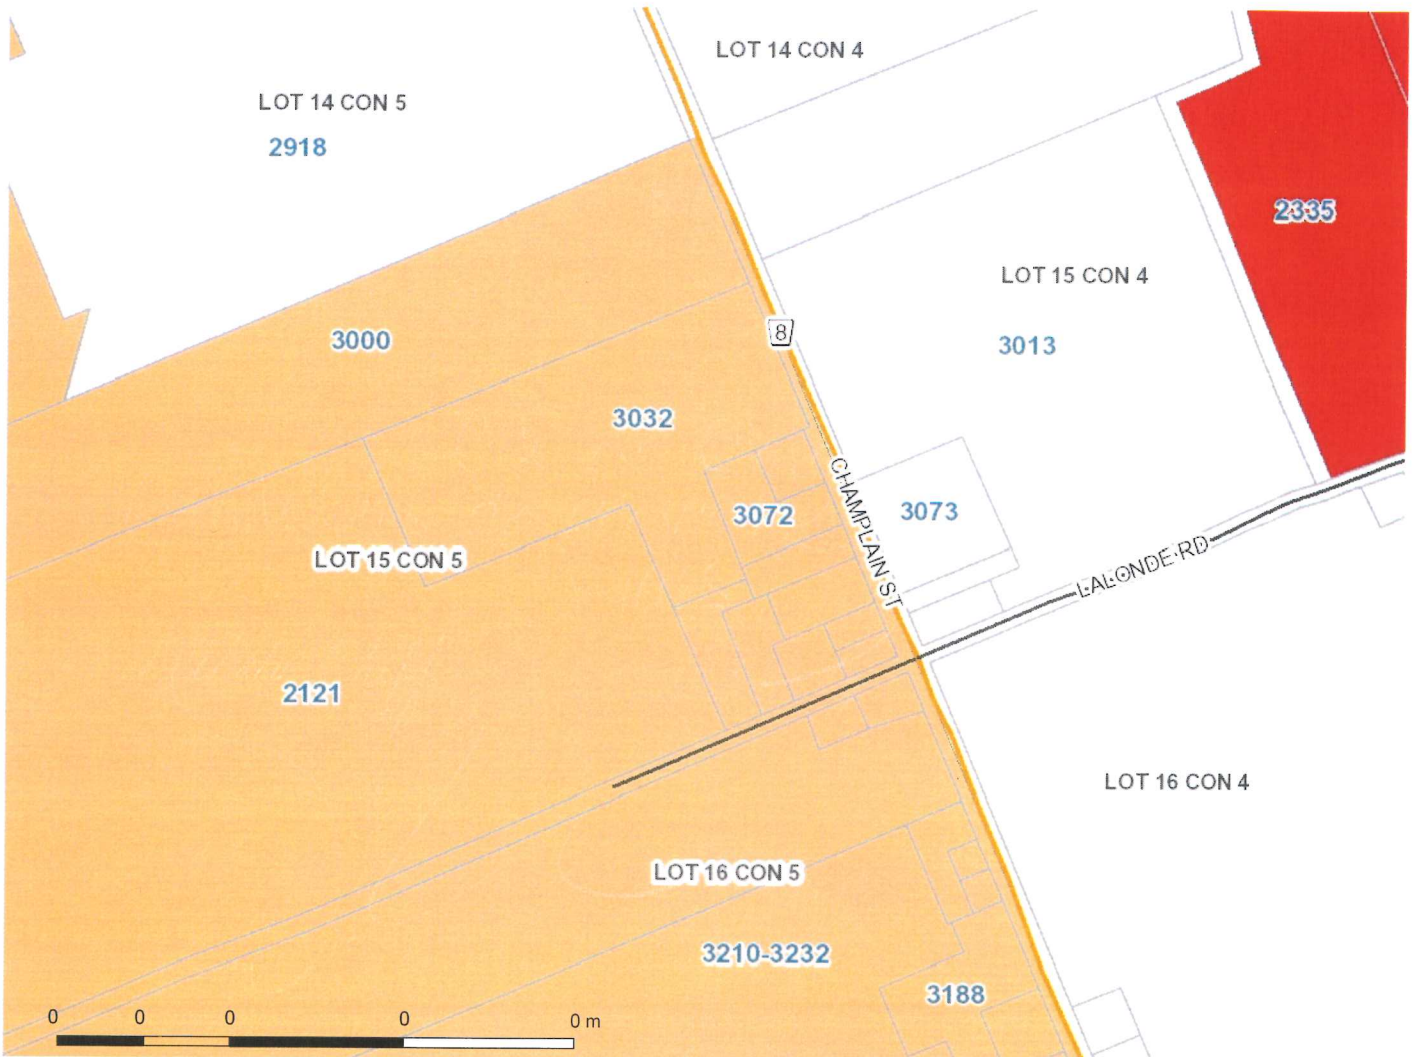 LOT 14 CON 4
LOT 14 CON 5
2918
2335
LOT 15 CON 4
3000
8
3013
3032
3072
3073
CHAMPLAIN ST
LOT 15 CON 5
LALONDE RD
2121
LOT 16 CON 4
LOT 16 CON 5
3210-3232
3188
0 0 0 0 0 m